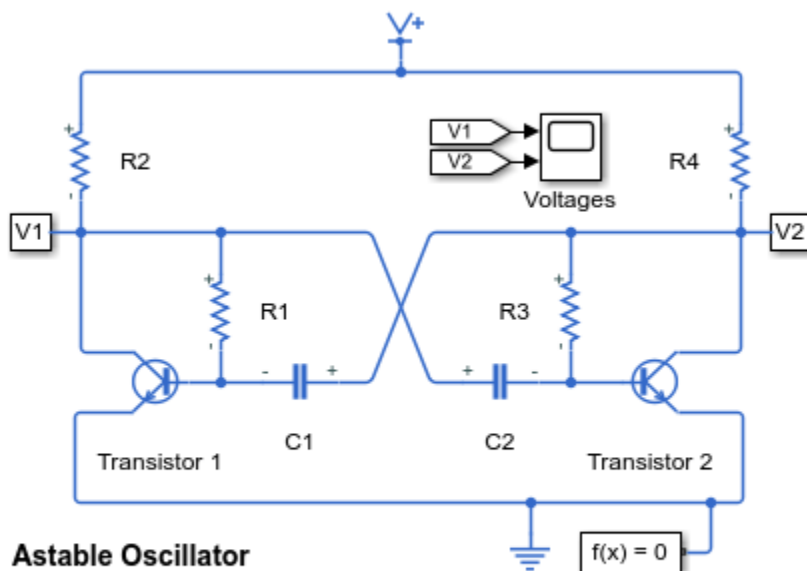 V+
R2
V1
V2
Voltages
R4
V1
V2
+
-
+
-
R1
R3
+
-
+
-
-
+
+
-
C1
C2
Transistor 1
Transistor 2
Astable Oscillator
f(x) = 0